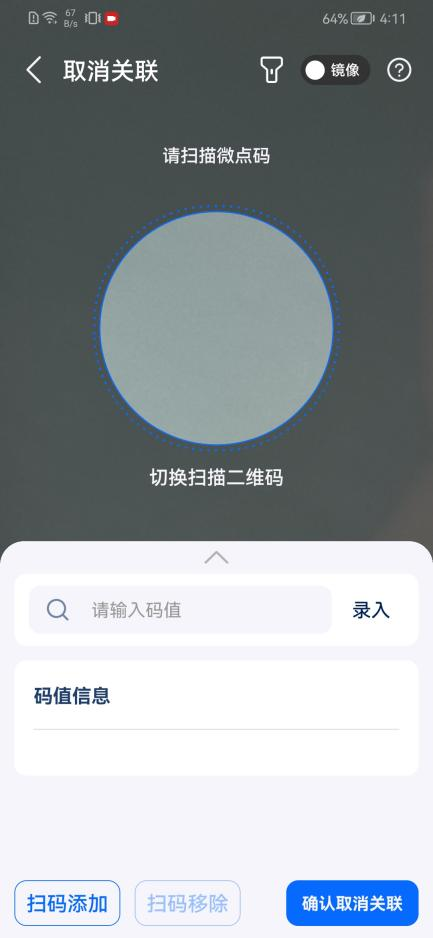 67
B/s
64%
4:11
取消关联
镜像
请扫描微点码
切换扫描二维码
请输入码值
录入
码值信息
扫码添加
扫码移除
确认取消关联